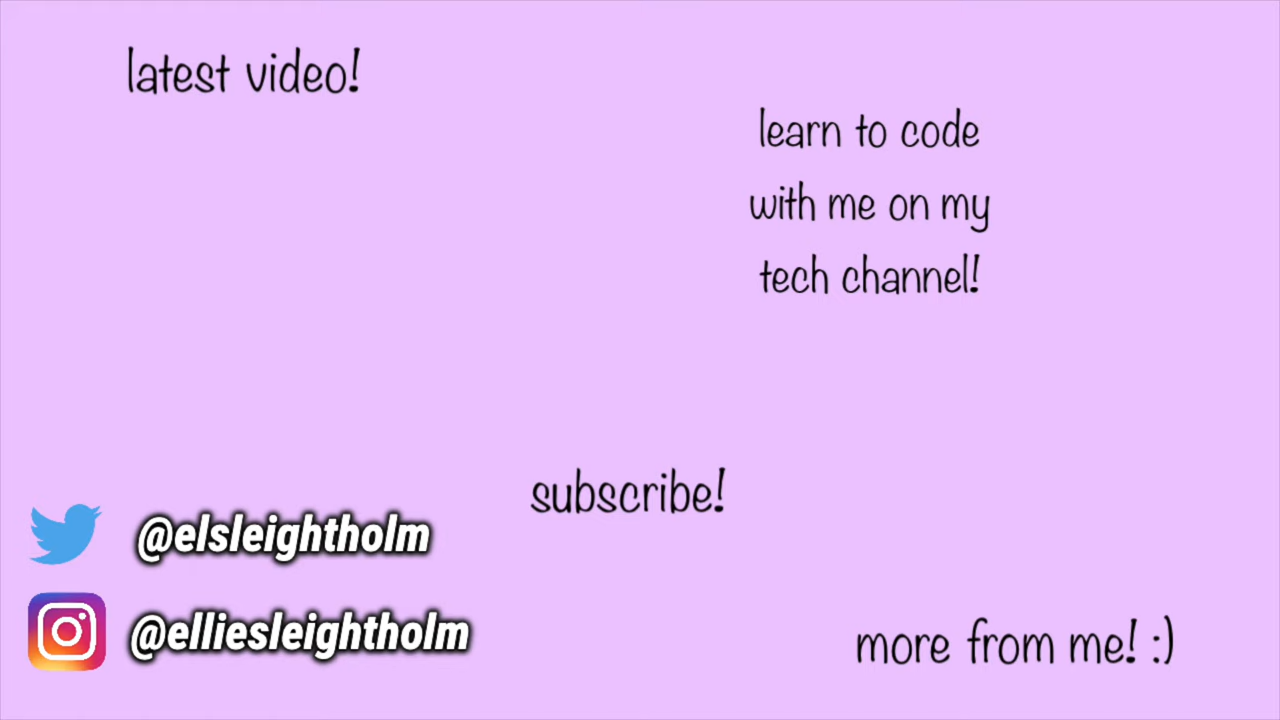 latest video!
learn to code
with me on my
tech channel!
subscribe!
@elsleightholm
@elliesleightholm
more from me! :)